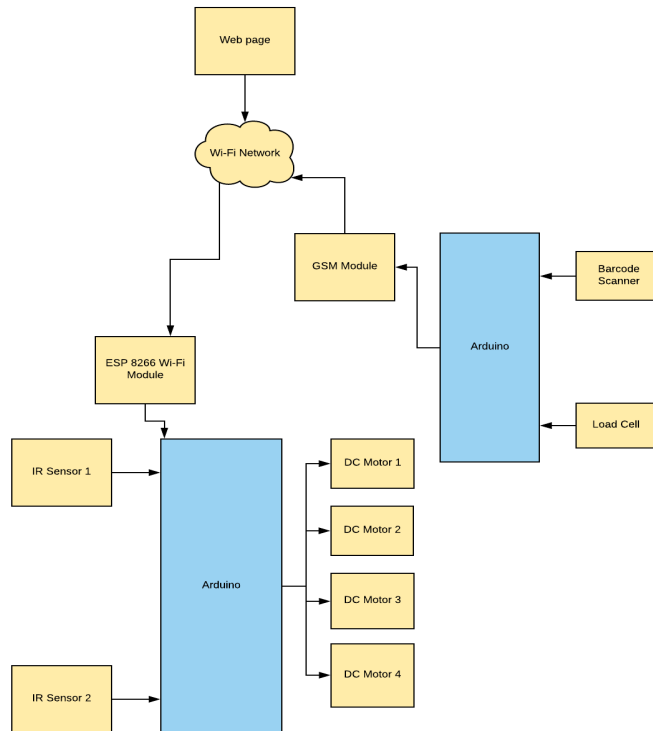 Web page
Wi-Fi Network
GSM Module
Barcode
Scanner
Arduino
ESP 8266 Wi-Fi
Module
Load Cell
IR Sensor 1
DC Motor 1
DC Motor 2
Arduino
DC Motor 3
DC Motor 4
IR Sensor 2